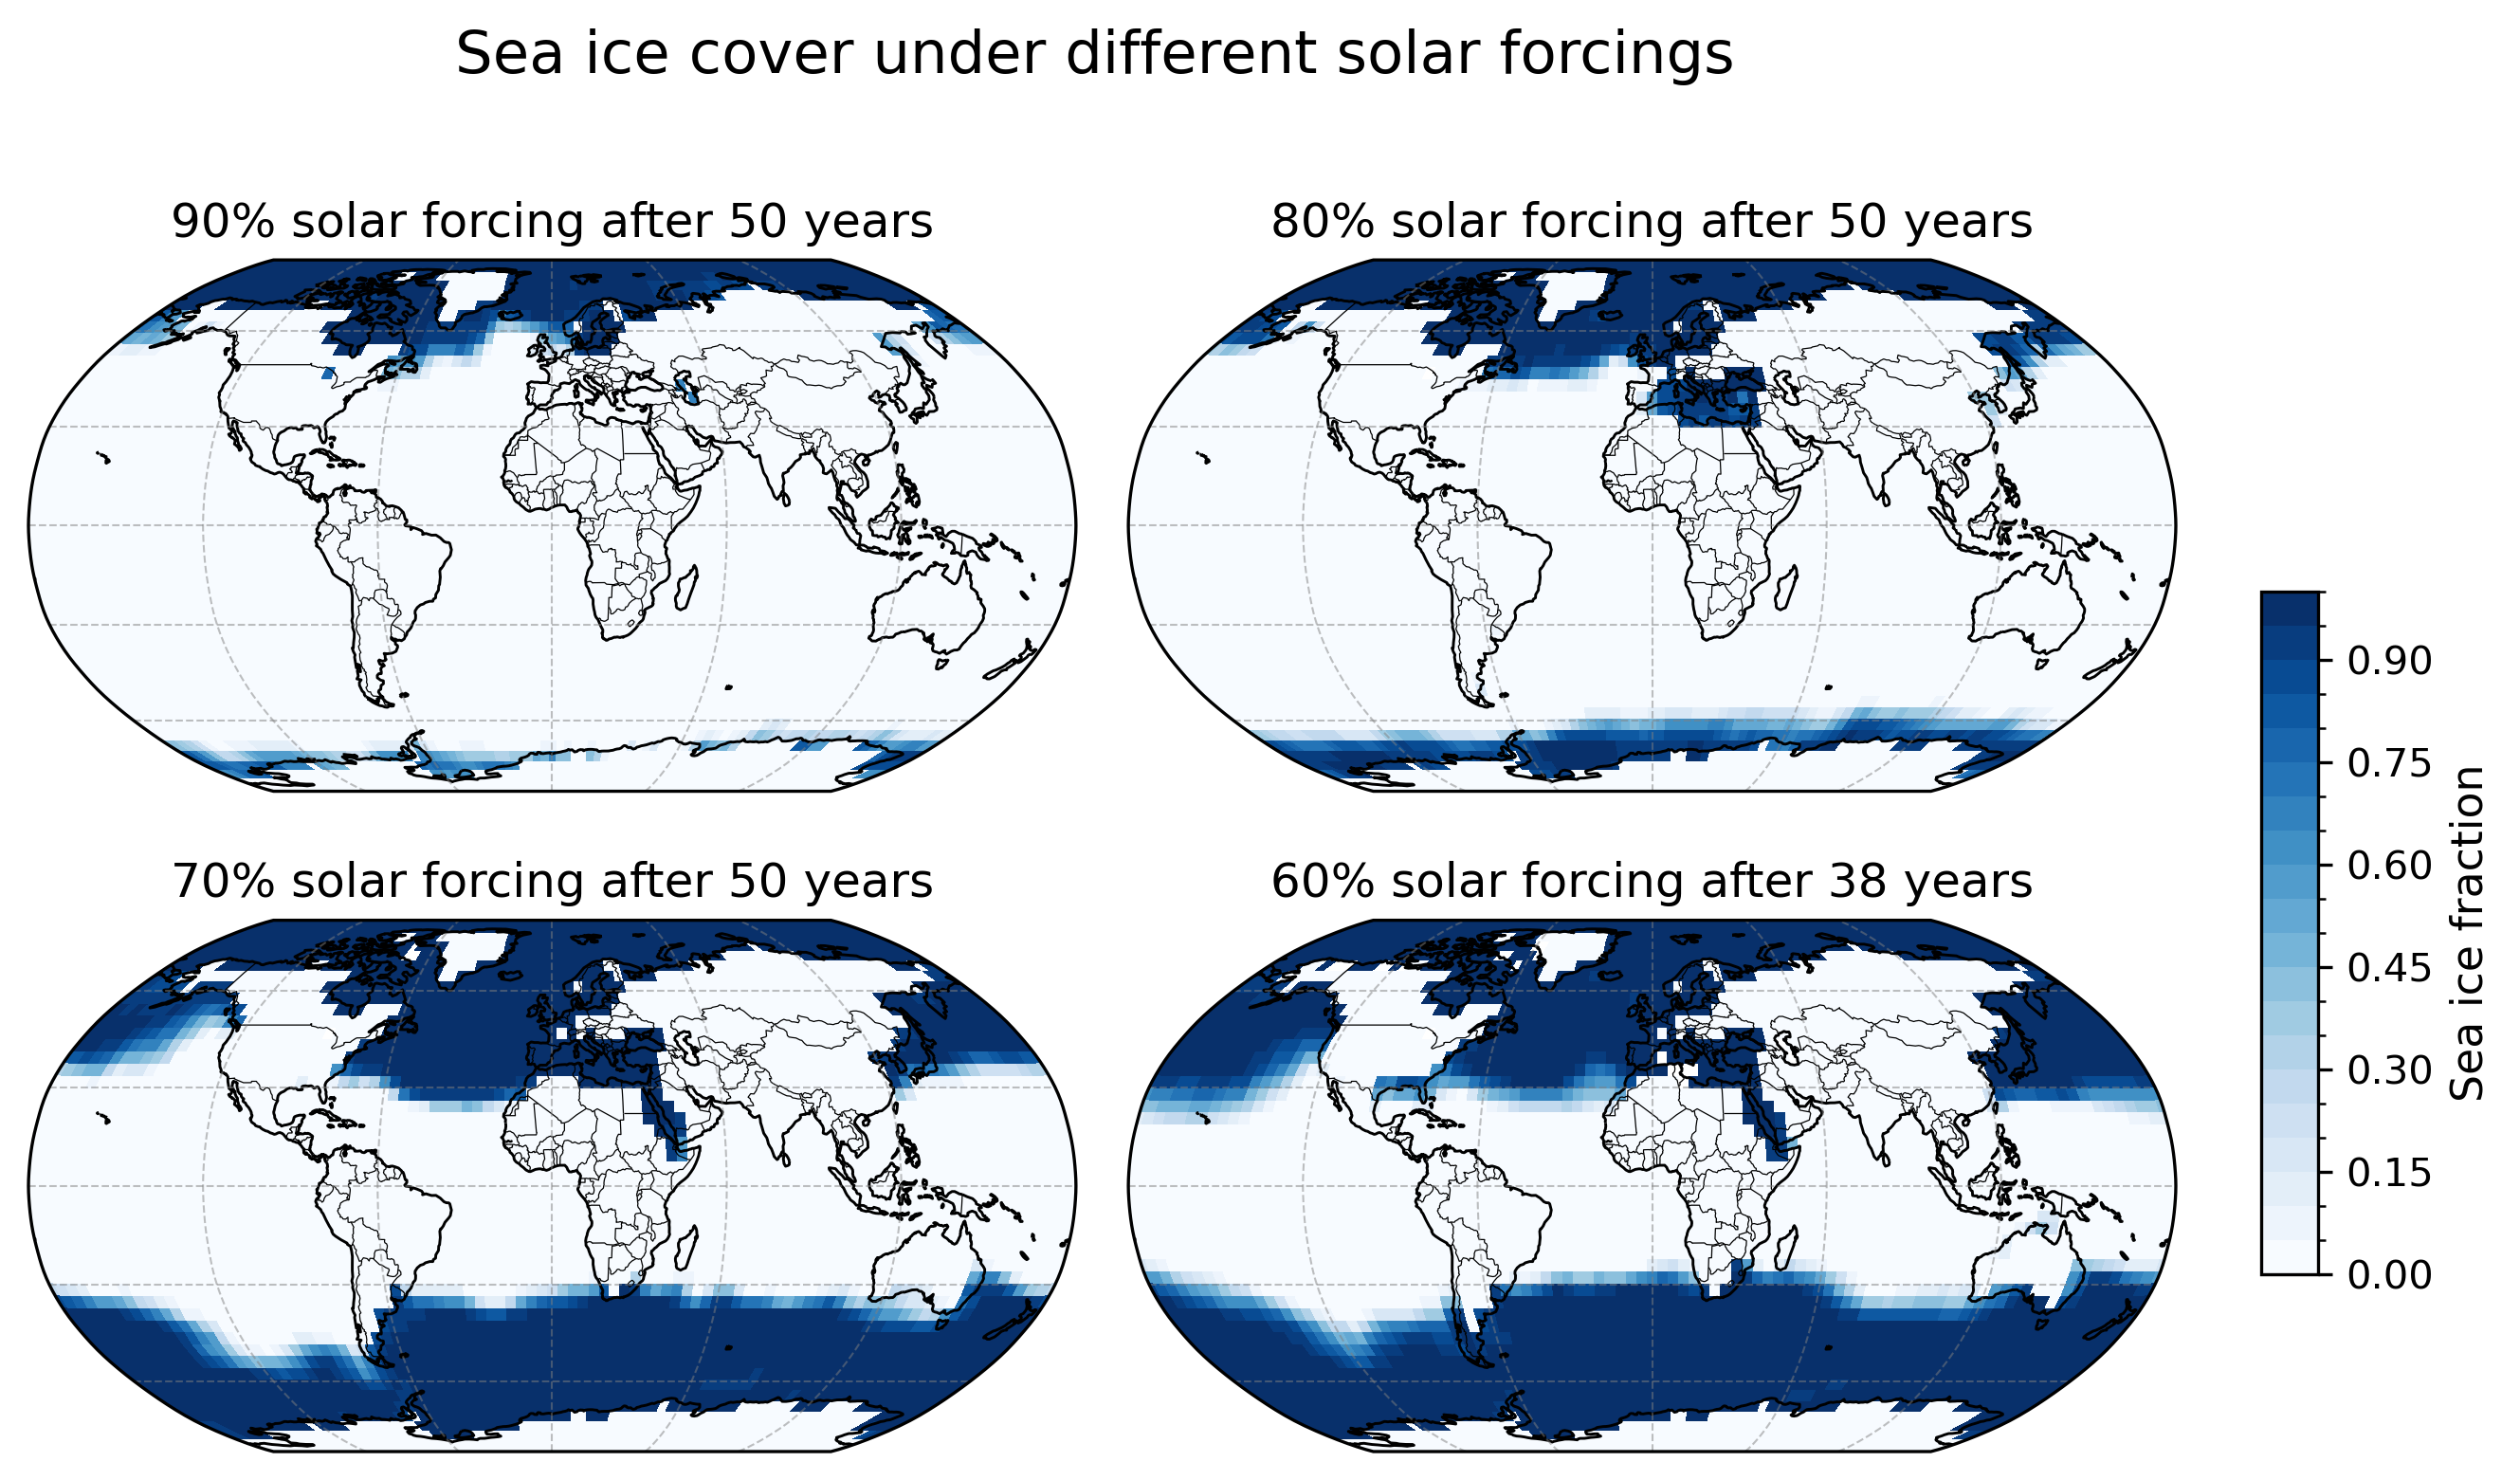 Sea ice cover under different solar forcings
90% solar forcing after 50 years
80% solar forcing after 50 years
70% solar forcing after 50 years
60% solar forcing after 38 years
0.90
0.75
0.60
0.45
0.30
0.15
0.00
Sea ice fraction